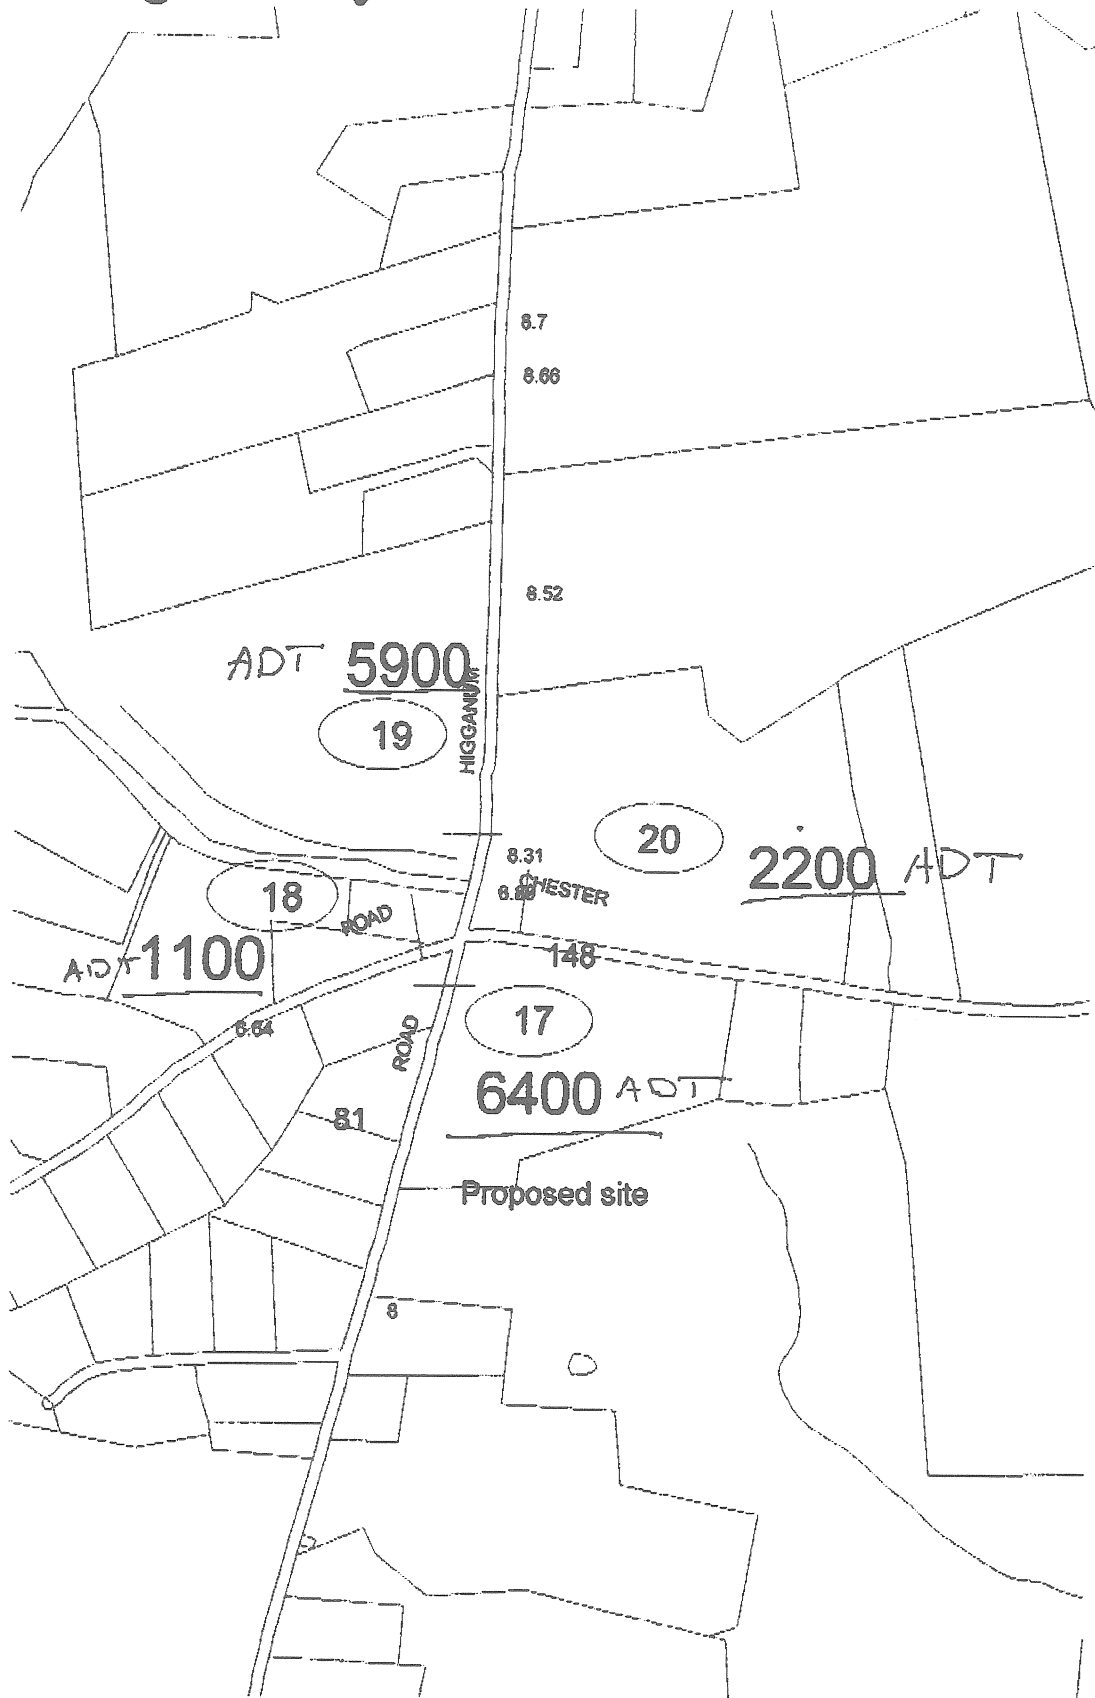 8.7
8.66
8.52
ADT 5900
HIGGANUM
19
20
8.31
2200 ADT
CHESTER
18
ROAD
ADT 1100
148
17
6.64
ROAD
6400 ADT
81
Proposed site
8